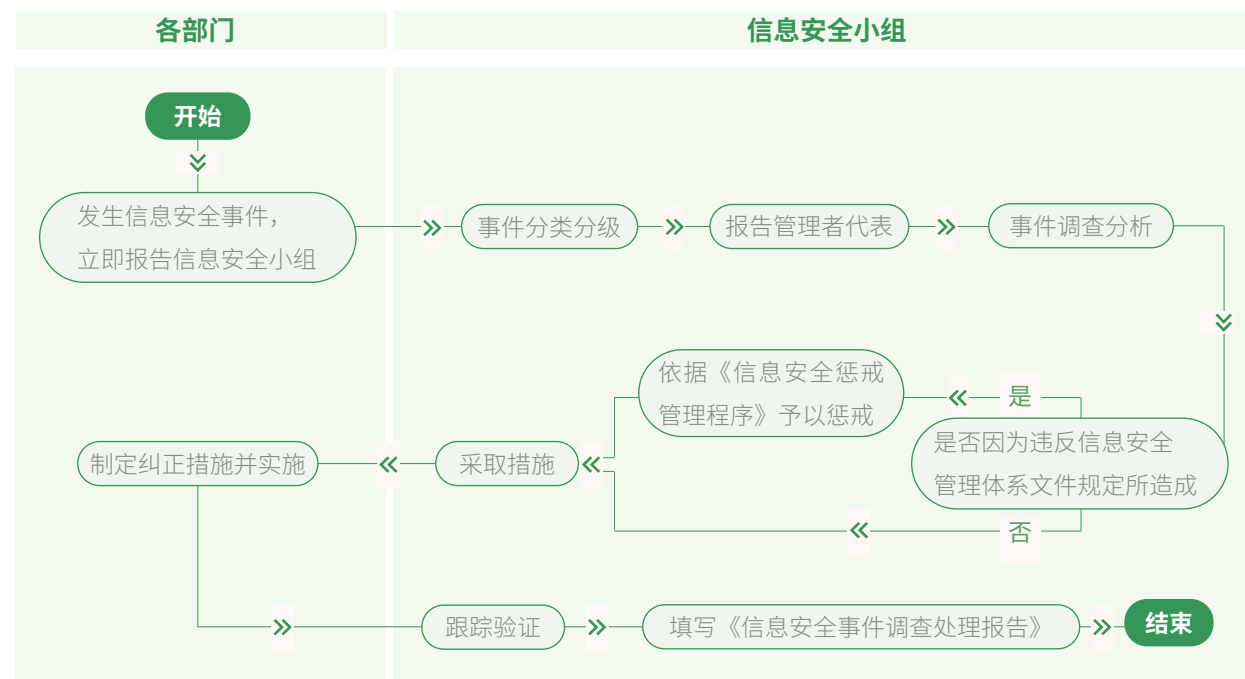 各部门
信息安全小组
开始
发生信息安全事件，
立即报告信息安全小组
事件分类分级
报告管理者代表
事件调查分析
是否因为违反信息安全
管理体系文件规定所造成
是
依据《信息安全惩戒
管理程序》予以惩戒
否
采取措施
制定纠正措施并实施
跟踪验证
填写《信息安全事件调查处理报告》
结束